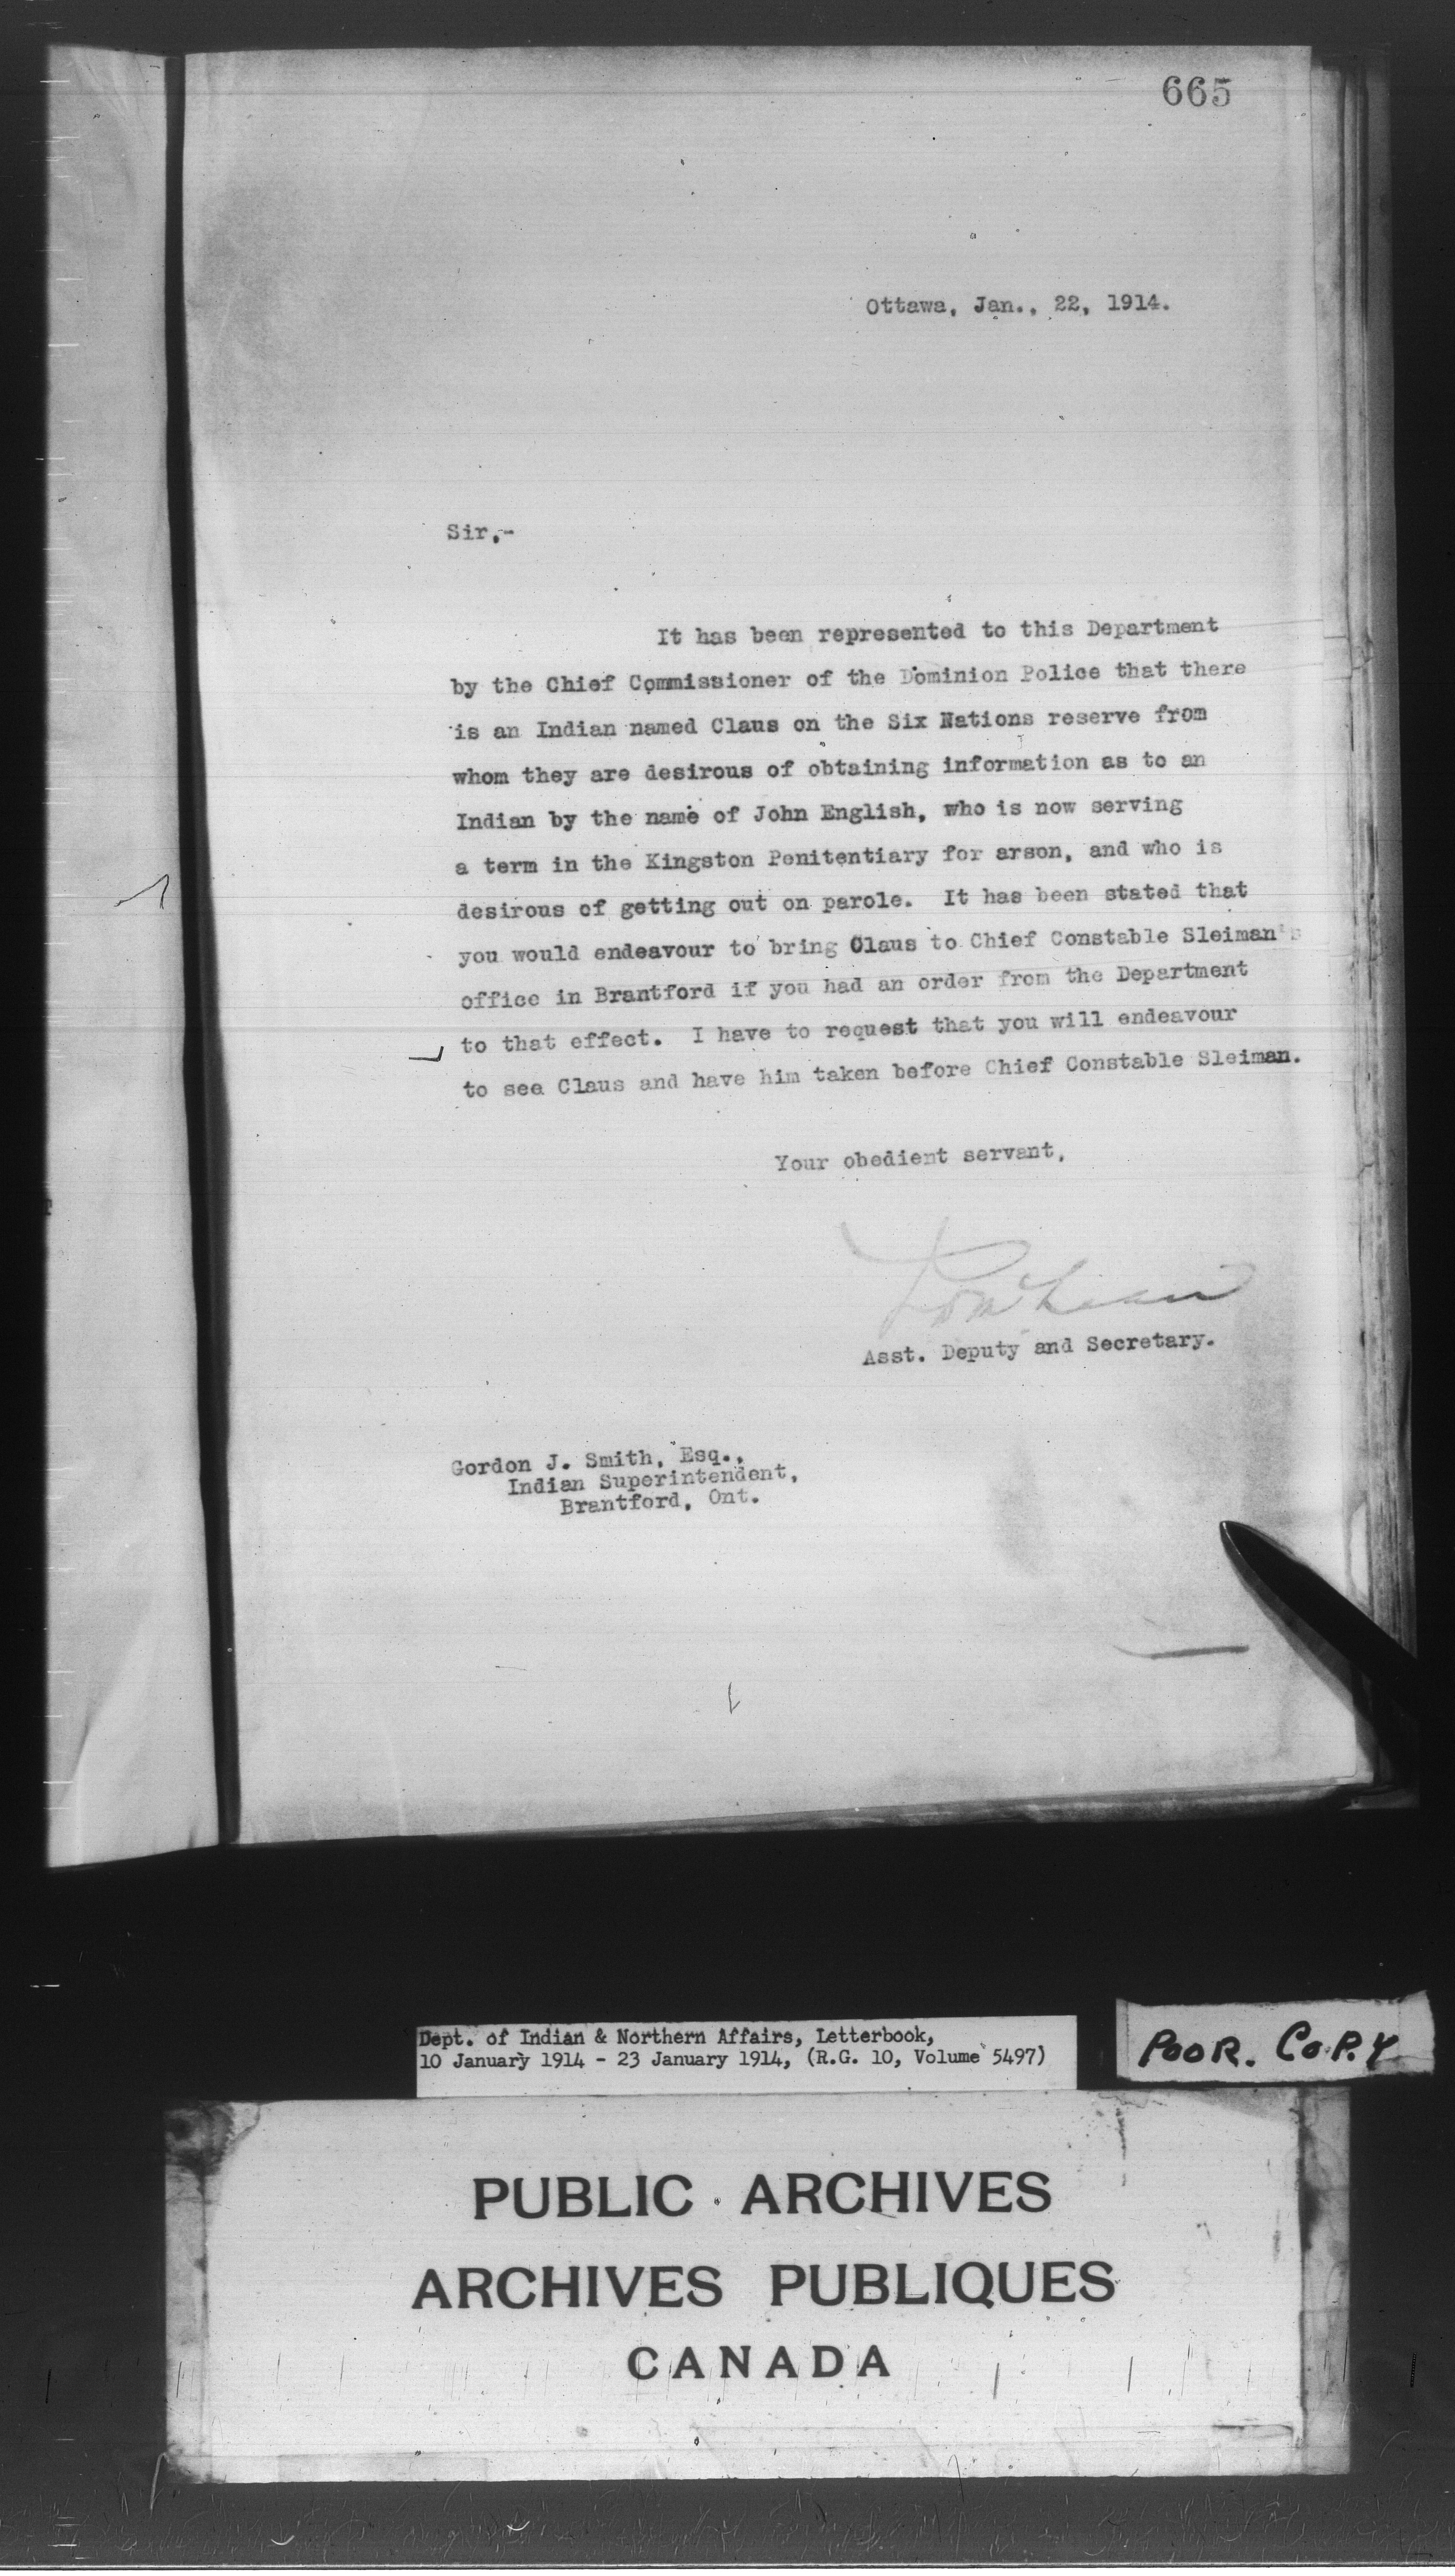 665
Ottawa, Jan., 22, 1914.
Sir,-
It has been represented to this Department
by the Chief Commissioner of the Dominion Police that there
is an Indian named Claus on the Six Nations reserve from
whom they are desirous of obtaining information as to an
Indian by the name of John English, who is now serving
a term in the Kingston Penitentiary for arson, and who is
desirous of getting out on parole. It has been stated that
you would endeavour to bring Claus to Chief Constable Sleiman's
office in Brantford if you had an order from the Department
to that effect. I have to request that you will endeavour
to see Claus and have him taken before Chief Constable Sleiman.
Your obedient servant,
Asst. Deputy and Secretary.
Gordon J. Smith, Esq.,
Indian Superintendent,
Brantford, Ont.
Dept. of Indian & Northern Affairs, Letterbook,
10 January 1914 - 23 January 1914, (R.G. 10, Volume 5497)
POOR. COPY
PUBLIC ARCHIVES
ARCHIVES PUBLIQUES
CANADA